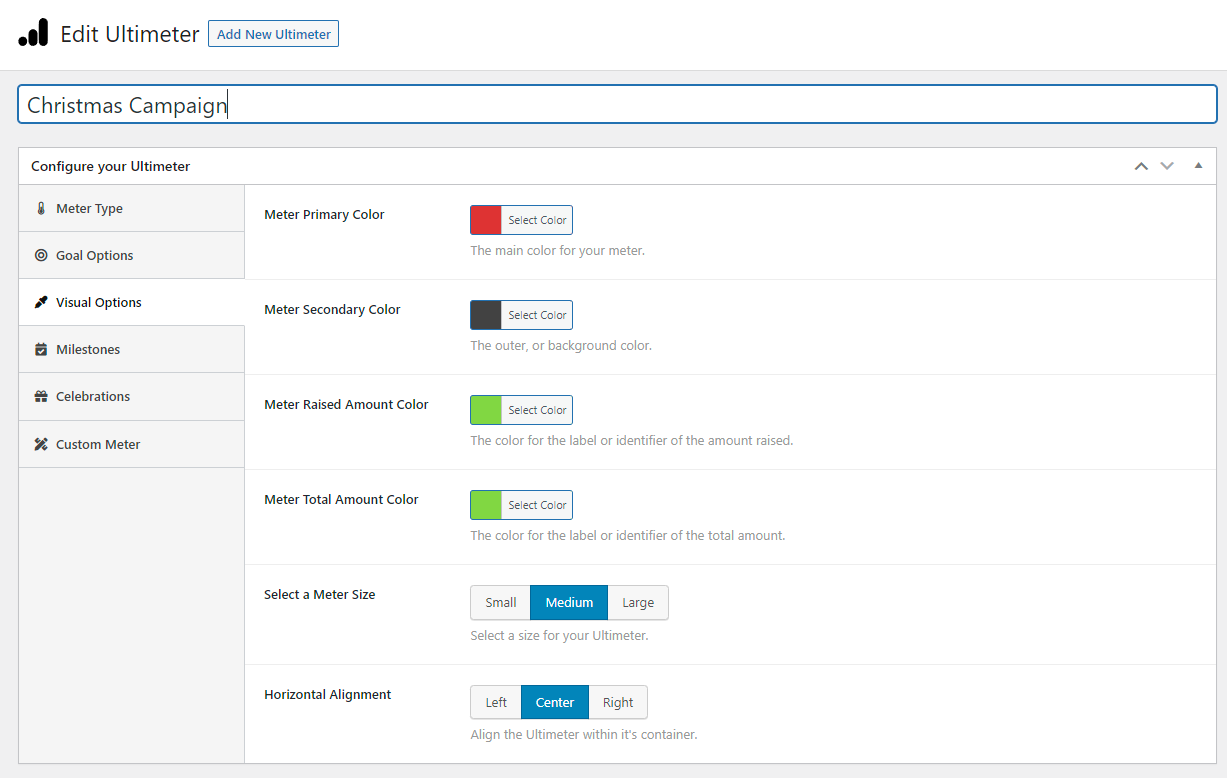 Edit Ultimeter Add New Ultimeter
Christmas Campaign
Configure your Ultimeter
Meter Type
Goal Options
Visual Options
Milestones
Celebrations
Custom Meter
Meter Primary Color Select Color
The main color for your meter.
Meter Secondary Color Select Color
The outer, or background color.
Meter Raised Amount Color Select Color
The color for the label or identifier of the amount raised.
Meter Total Amount Color Select Color
The color for the label or identifier of the total amount.
Select a Meter Size Small Medium Large
Select a size for your Ultimeter.
Horizontal Alignment Left Center Right
Align the Ultimeter within it's container.